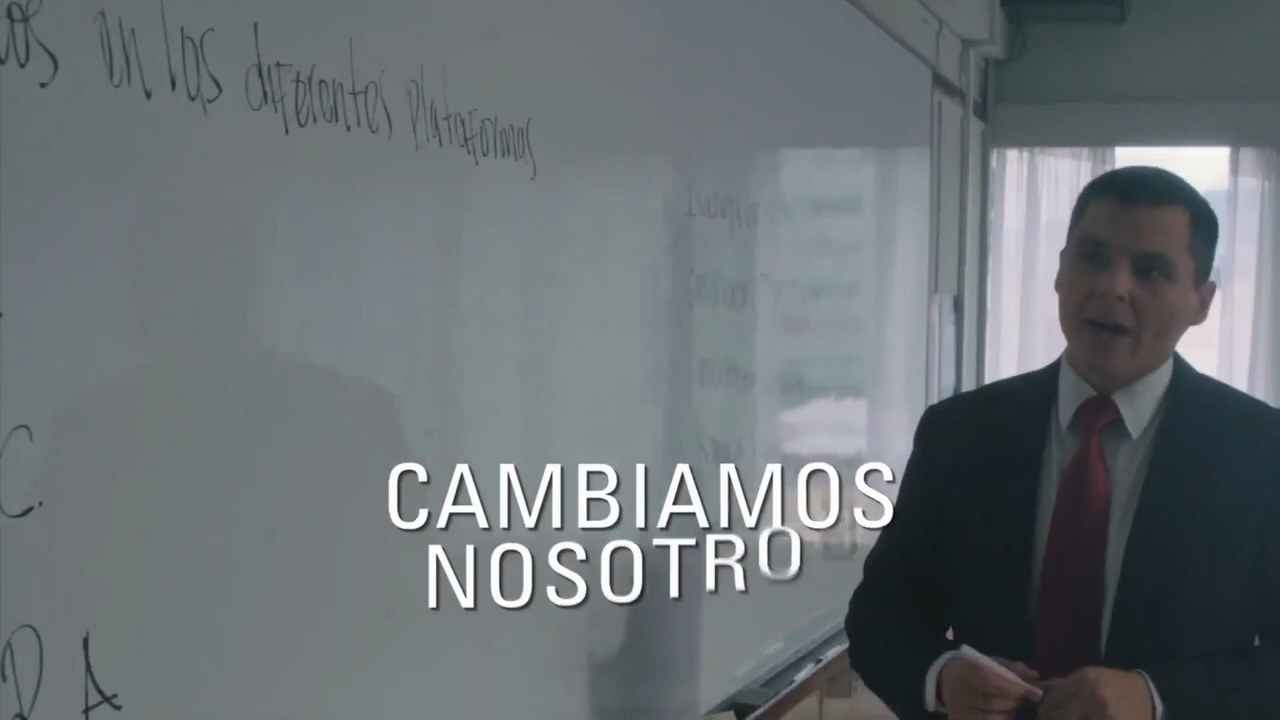 os en los diferentes plataformas
C.
D A
CAMBIAMOS
NOSOTRO